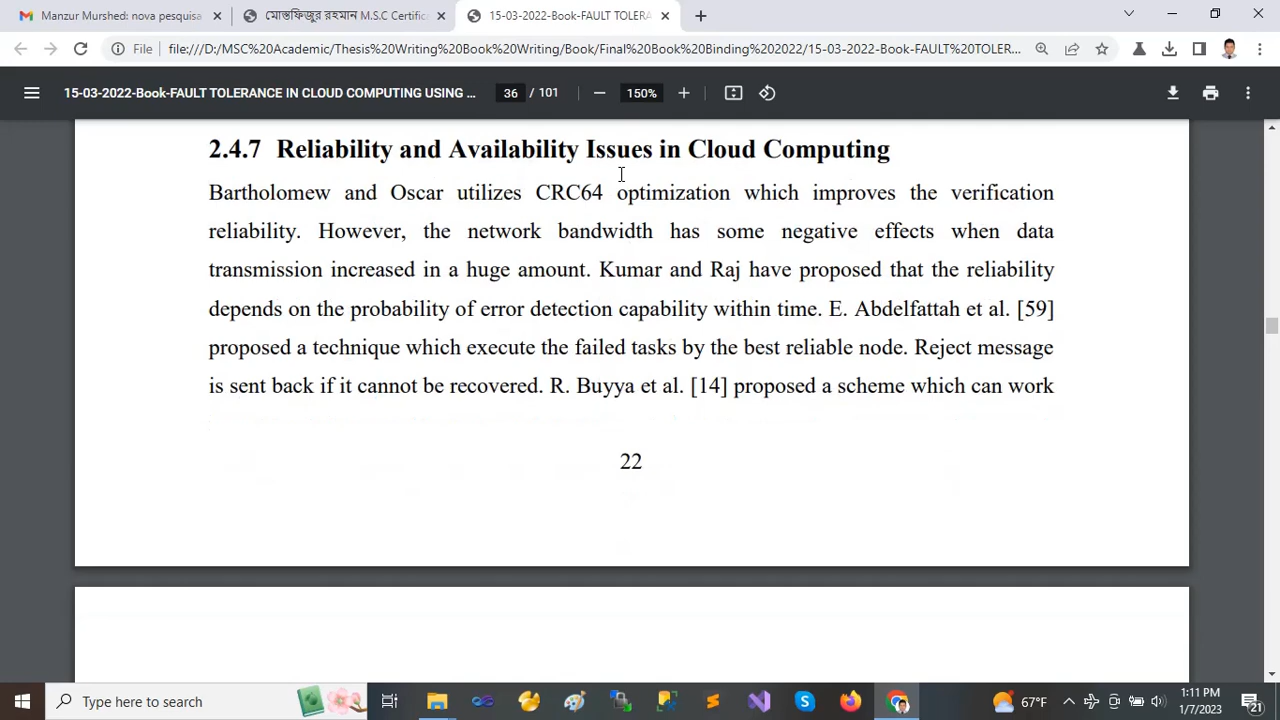 Manzur Murshed: nova pesquisa
মোস্তফিজুর রহমান M.S.C Certific
15-03-2022-Book-FAULT TOLERA
File
file:///D:/MSC%20Academic/Thesis%20Writing%20Book%20Writing/Book/Final%20Book%20Binding%202022/15-03-2022-Book-FAULT%20TOLER...
15-03-2022-Book-FAULT TOLERANCE IN CLOUD COMPUTING USING ...
36 / 101
150%
2.4.7 Reliability and Availability Issues in Cloud Computing
Bartholomew and Oscar utilizes CRC64 optimization which improves the verification
reliability. However, the network bandwidth has some negative effects when data
transmission increased in a huge amount. Kumar and Raj have proposed that the reliability
depends on the probability of error detection capability within time. E. Abdelfattah et al. [59]
proposed a technique which execute the failed tasks by the best reliable node. Reject message
is sent back if it cannot be recovered. R. Buyya et al. [14] proposed a scheme which can work
22
Type here to search
67°F
1:11 PM
1/7/2023
21